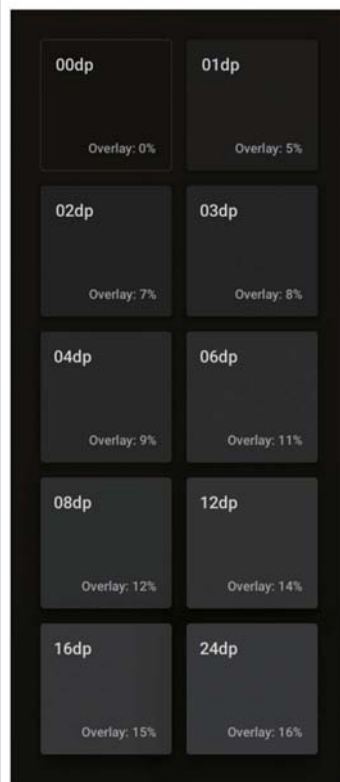 00dp
Overlay: 0%
01dp
Overlay: 5%
02dp
Overlay: 7%
03dp
Overlay: 8%
04dp
Overlay: 9%
06dp
Overlay: 11%
08dp
Overlay: 12%
12dp
Overlay: 14%
16dp
Overlay: 15%
24dp
Overlay: 16%